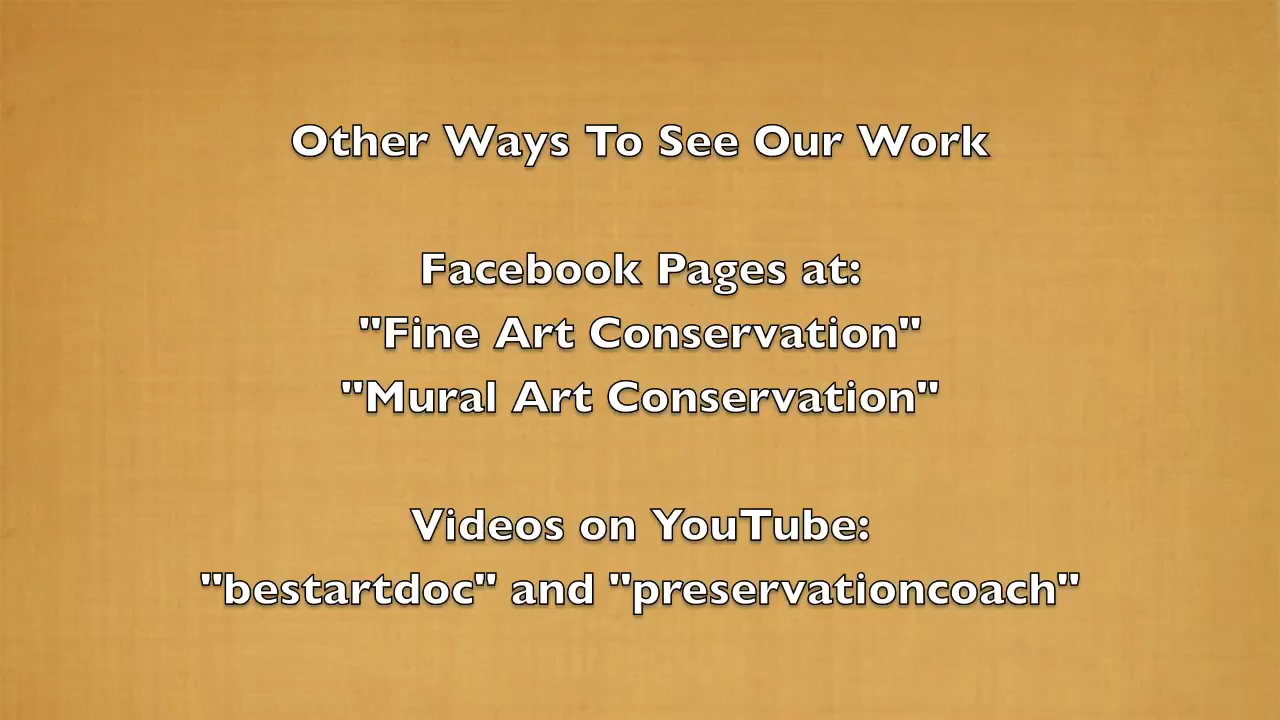 Other Ways To See Our Work
Facebook Pages at:
"Fine Art Conservation"
"Mural Art Conservation"
Videos on YouTube:
"bestartdoc" and "preservationcoach"